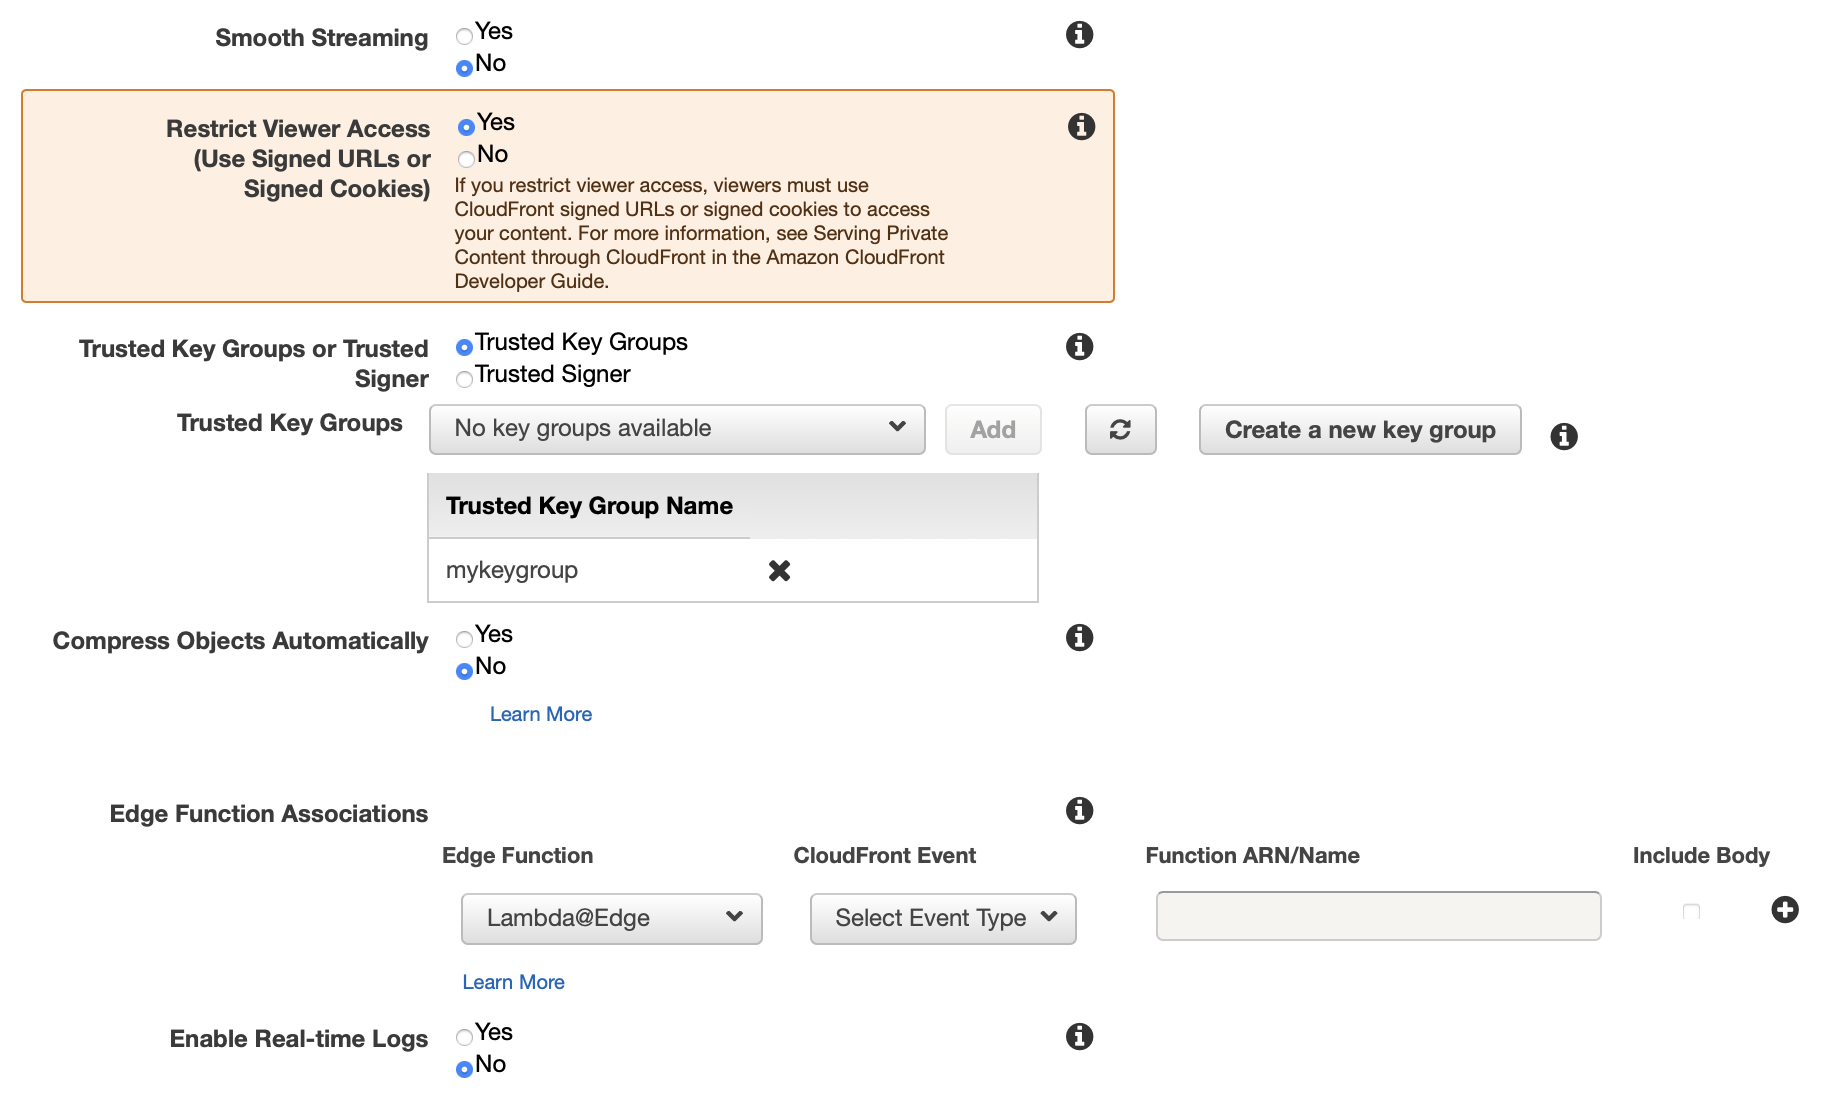 Smooth Streaming
Yes
No
Restrict Viewer Access
(Use Signed URLs or
Signed Cookies)
Yes
No
If you restrict viewer access, viewers must use
CloudFront signed URLs or signed cookies to access
your content. For more information, see Serving Private
Content through CloudFront in the Amazon CloudFront
Developer Guide.
Trusted Key Groups or Trusted
Signer
Trusted Key Groups
Trusted Signer
Trusted Key Groups
No key groups available
Add
Create a new key group
Trusted Key Group Name
mykeygroup
Compress Objects Automatically
Yes
No
Learn More
Edge Function Associations
Edge Function
CloudFront Event
Function ARN/Name
Include Body
Lambda@Edge
Select Event Type
Learn More
Enable Real-time Logs
Yes
No